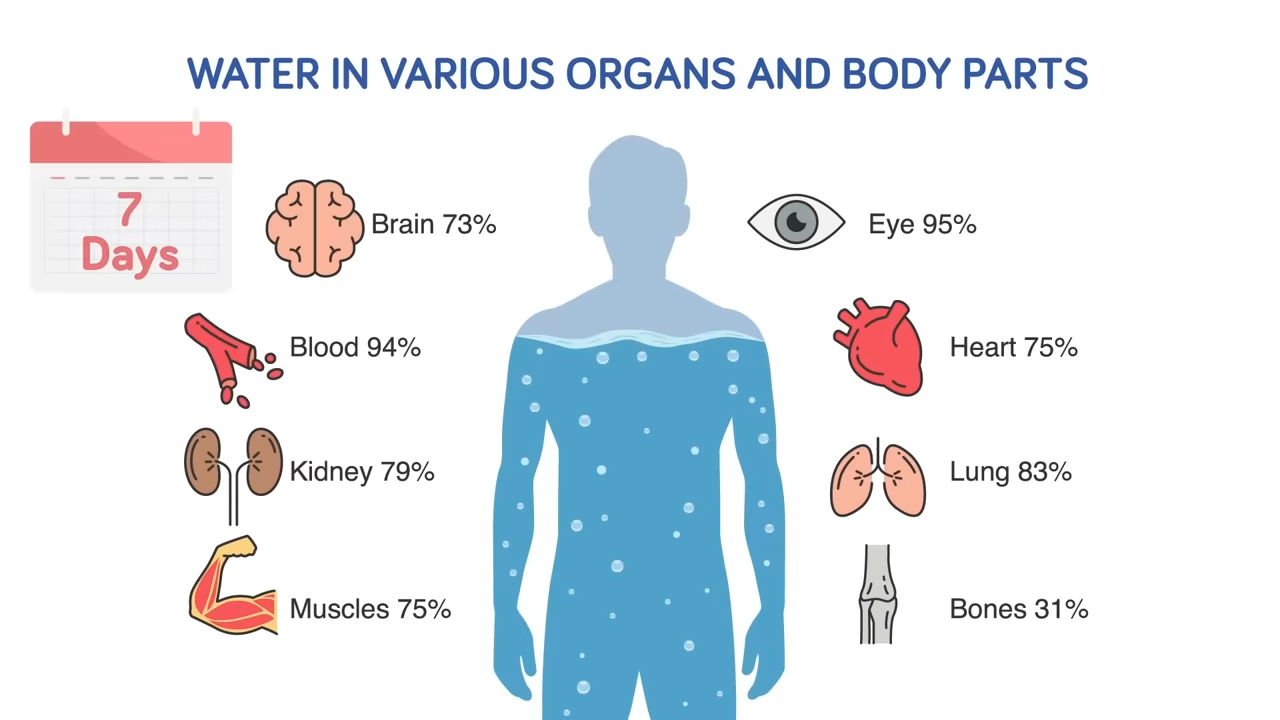 WATER IN VARIOUS ORGANS AND BODY PARTS
7
Days
Brain 73%
Eye 95%
Blood 94%
Heart 75%
Kidney 79%
Lung 83%
Muscles 75%
Bones 31%